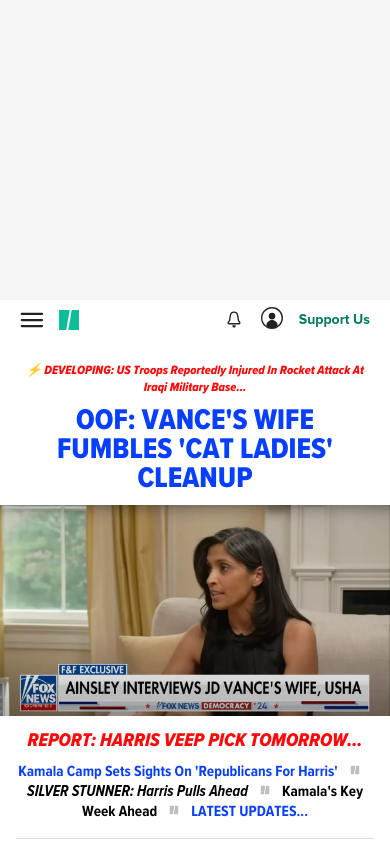 Support Us
⚡ DEVELOPING: US Troops Reportedly Injured In Rocket Attack At
Iraqi Military Base...
OOF: VANCE'S WIFE
FUMBLES 'CAT LADIES'
CLEANUP
F&F EXCLUSIVE
FOX
NEWS
AINSLEY INTERVIEWS JD VANCE'S WIFE, USHA
FOX NEWS DEMOCRACY '24
REPORT: HARRIS VEEP PICK TOMORROW...
Kamala Camp Sets Sights On 'Republicans For Harris'
SILVER STUNNER: Harris Pulls Ahead Kamala's Key
Week Ahead LATEST UPDATES...